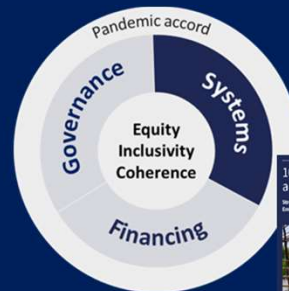 Pandemic accord
Governance
Systems
Equity
Inclusivity
Coherence
Financing